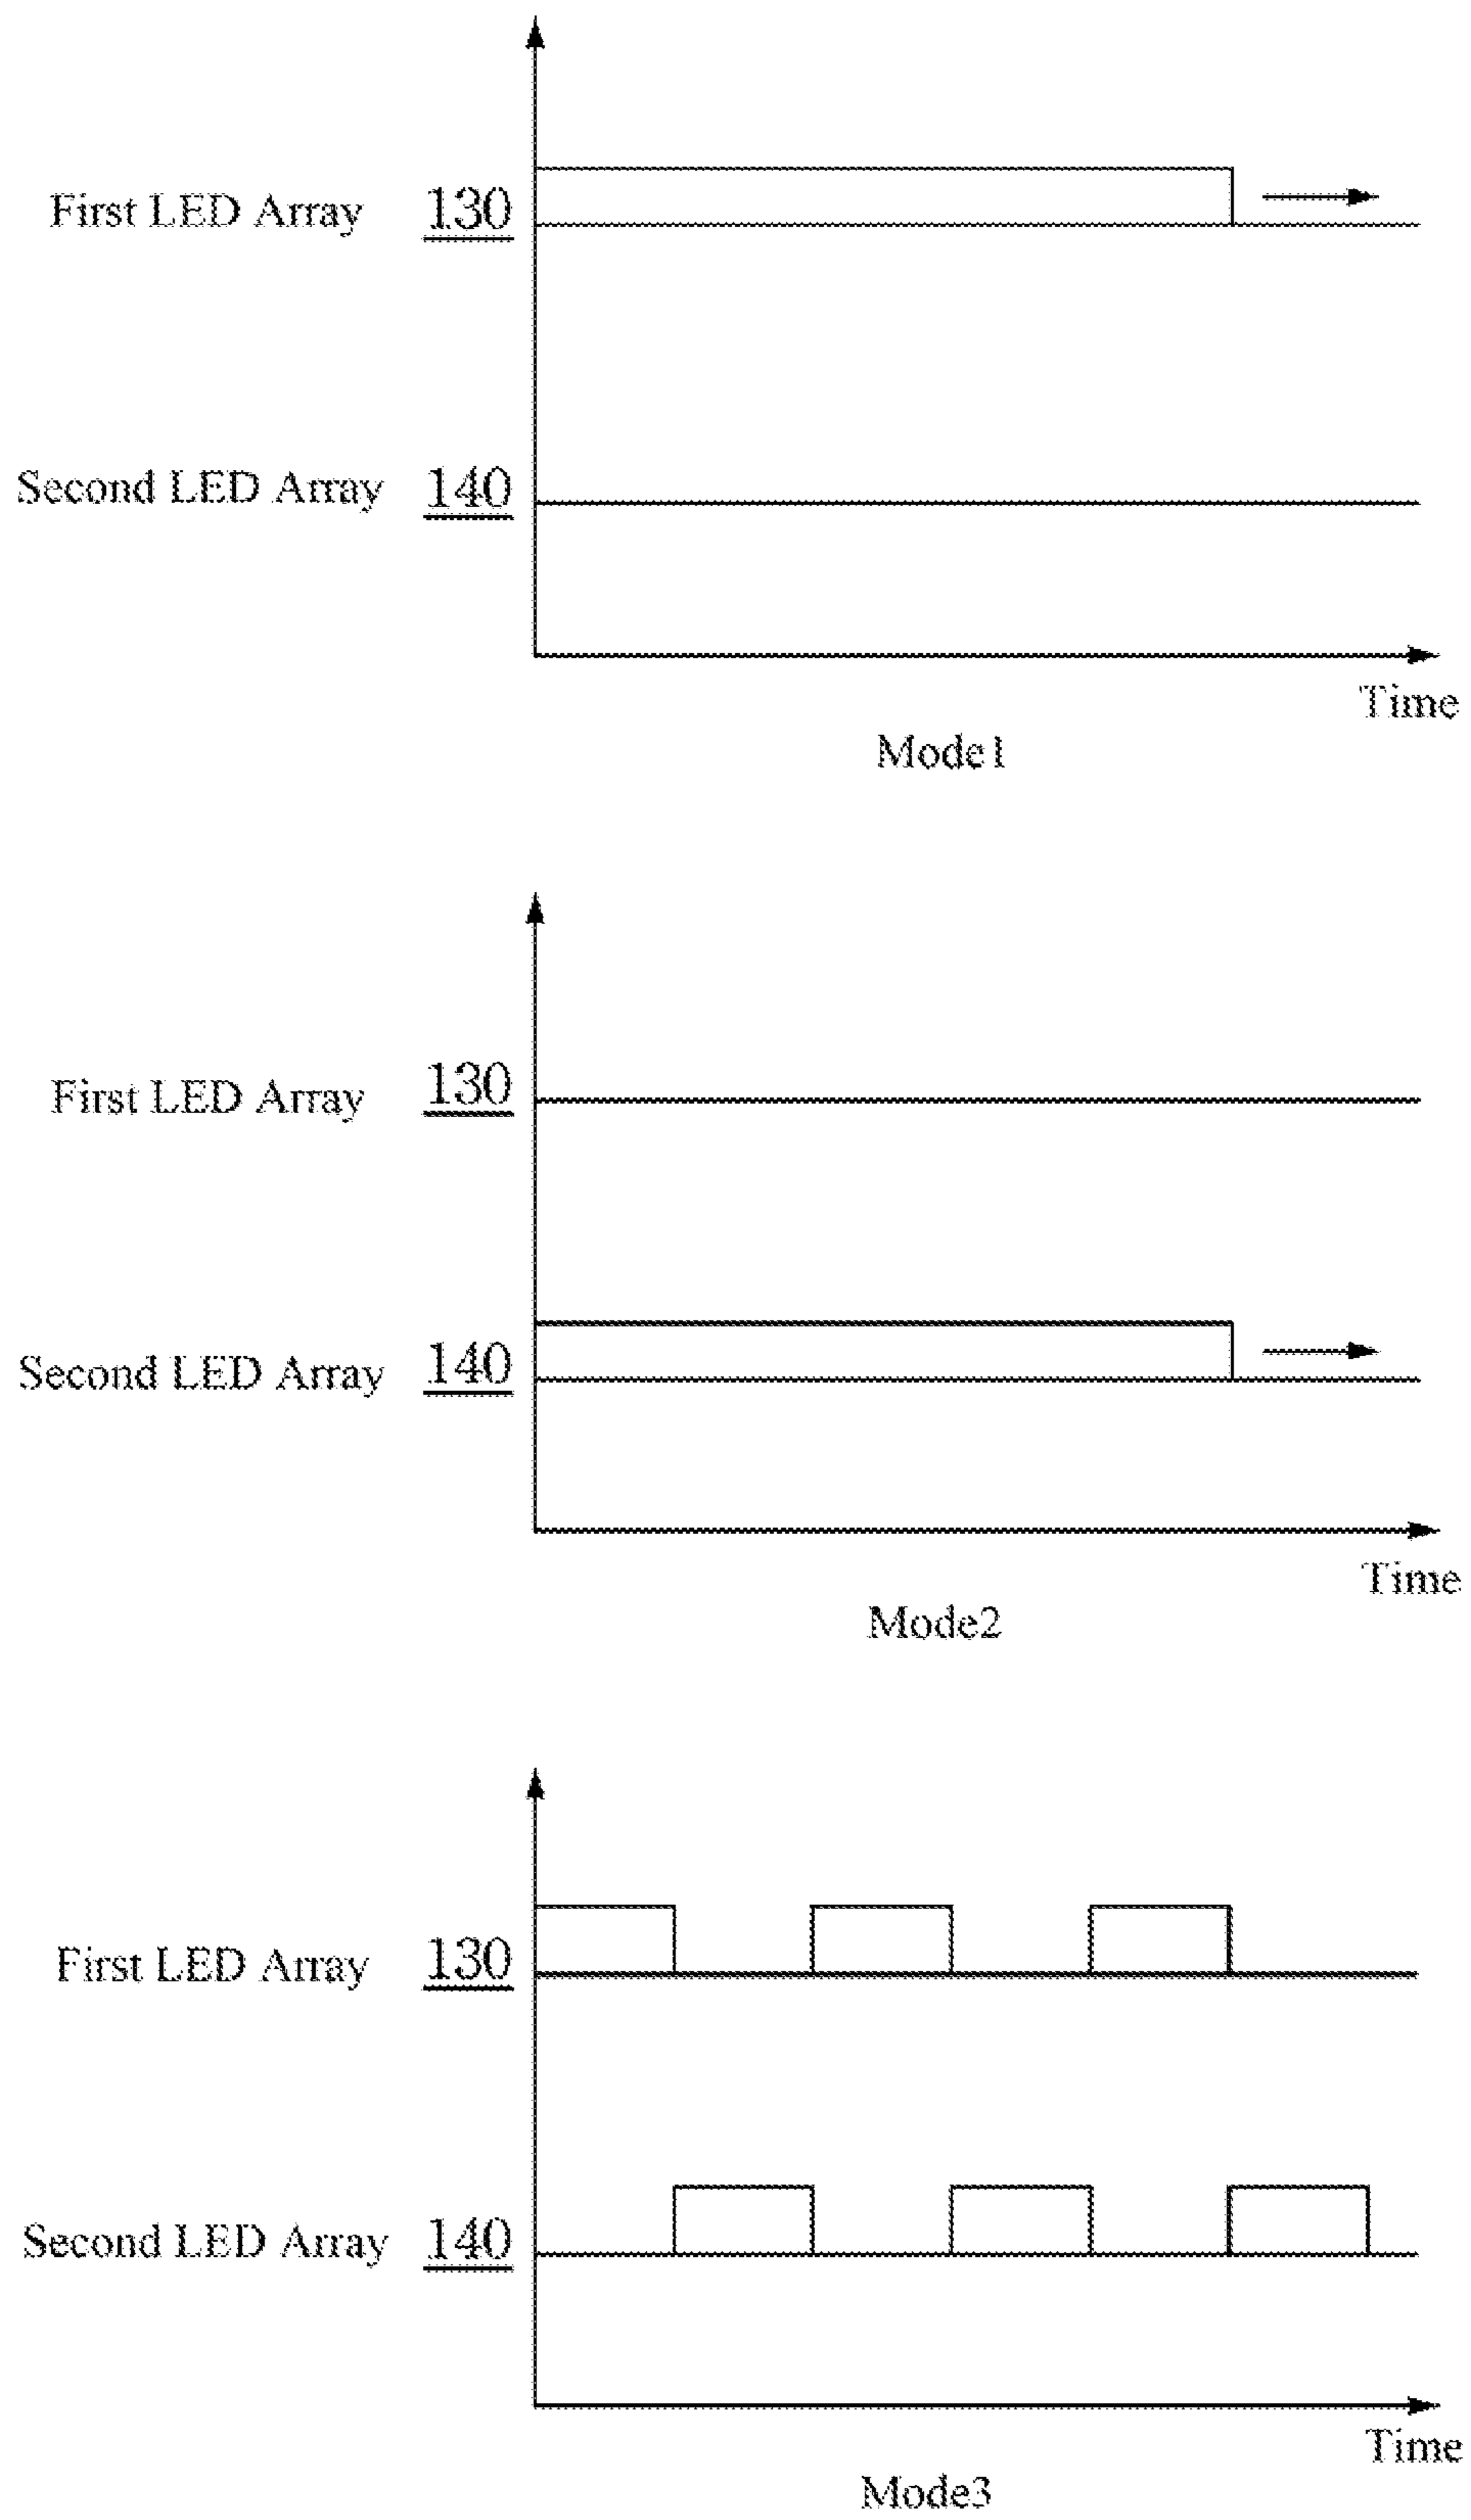 First LED Array 130
Second LED Array 140
Time
Mode1
First LED Array 130
Second LED Array 140
Time
Mode2
First LED Array 130
Second LED Array 140
Time
Mode3